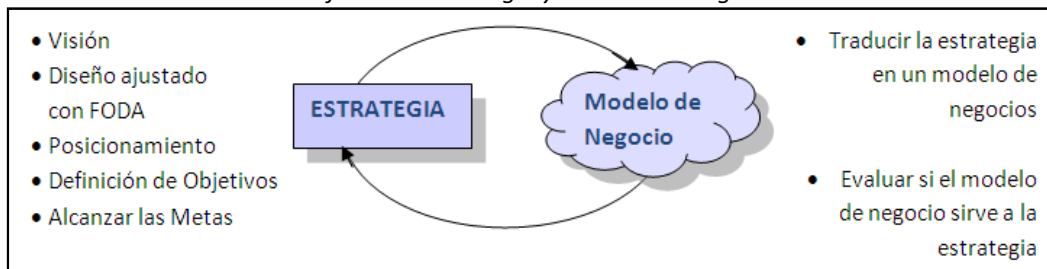 • Visión
• Diseño ajustado
con FODA
• Posicionamiento
• Definición de Objetivos
• Alcanzar las Metas
ESTRATEGIA
Modelo de
Negocio
• Traducir la estrategia
en un modelo de
negocios
• Evaluar si el modelo
de negocio sirve a la
estrategia